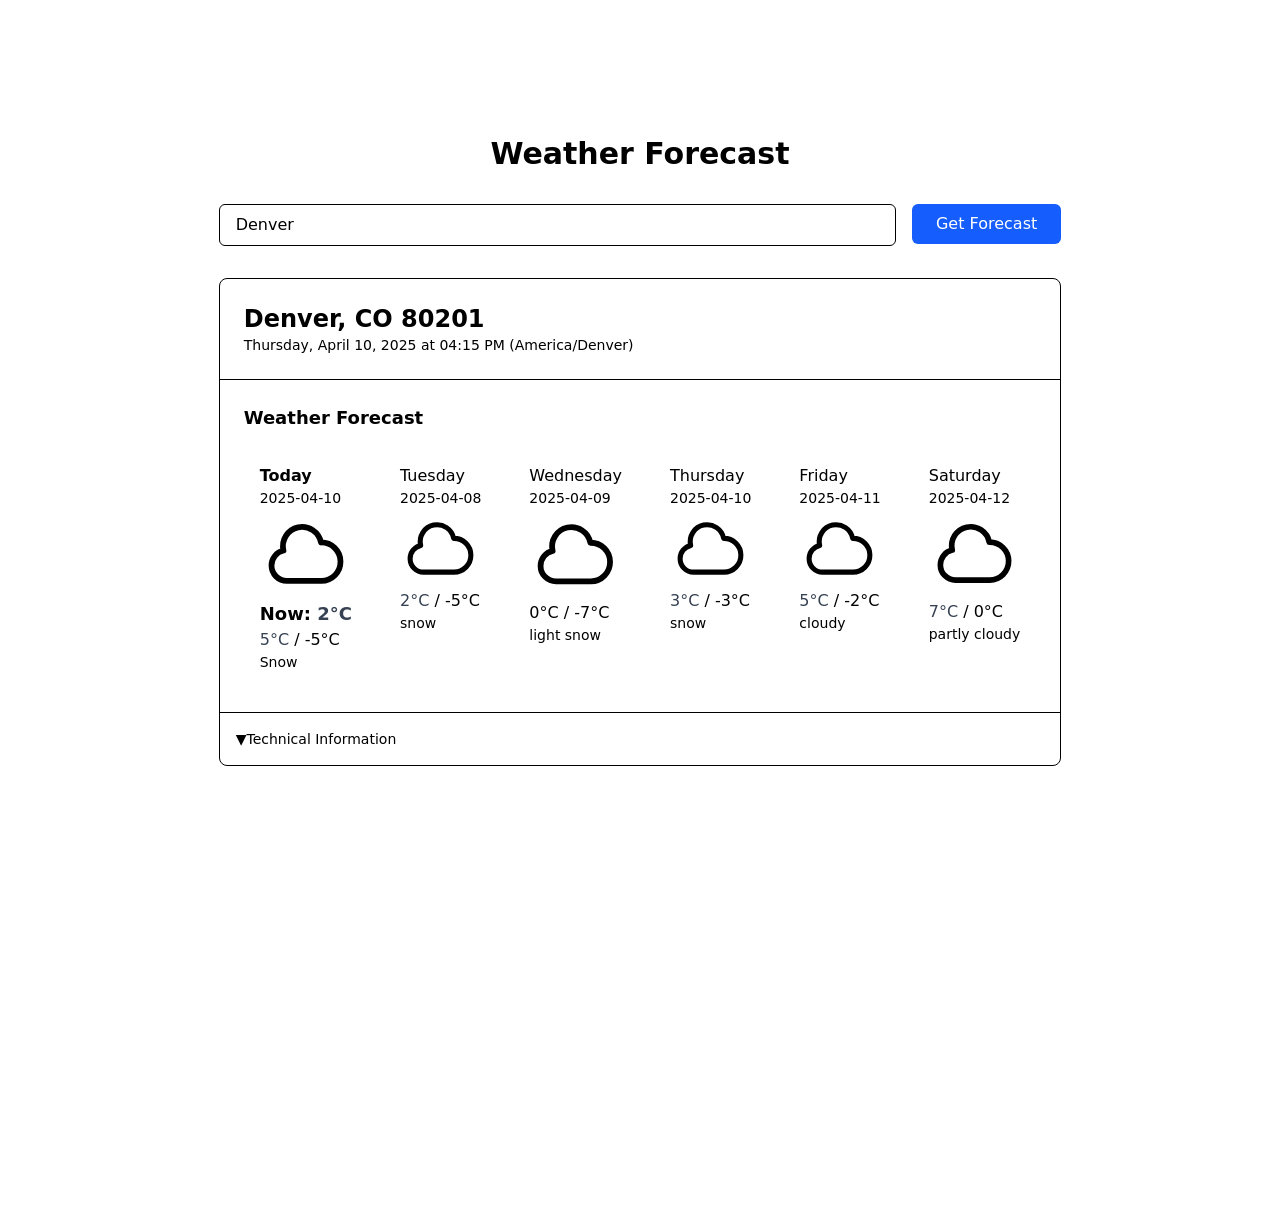 Weather Forecast
Denver
Get Forecast
Denver, CO 80201
Thursday, April 10, 2025 at 04:15 PM (America/Denver)
Weather Forecast
Today
2025-04-10
Now: 2°C
5°C / -5°C
Snow
Tuesday
2025-04-08
2°C / -5°C
snow
Wednesday
2025-04-09
0°C / -7°C
light snow
Thursday
2025-04-10
3°C / -3°C
snow
Friday
2025-04-11
5°C / -2°C
cloudy
Saturday
2025-04-12
7°C / 0°C
partly cloudy
▼Technical Information